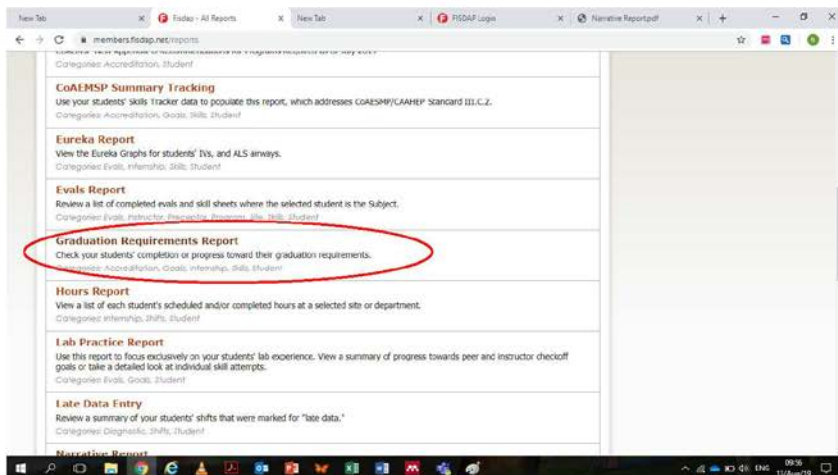 New Tab
Fisdap - All Reports
New Tab
FISDAP Login
Narrative Report.pdf
members.fisdap.net/reports
Categories: Accreditation, Student
CoAEMSP Summary Tracking
Use your students' Skills Tracker data to populate this report, which addresses CoAESMP/CAAHEP Standard III.C.2.
Categories: Accreditation, Goals, Skills, Student
Eureka Report
View the Eureka Graphs for students' IVs, and ALS airways.
Categories: Evals, Internship, Skills, Student
Evals Report
Review a list of completed evals and skill sheets where the selected student is the Subject.
Categories: Evals, Instructor, Preceptor, Program, Site, Skills, Student
Graduation Requirements Report
Check your students' completion or progress toward their graduation requirements.
Categories: Accreditation, Goals, Internship, Skills, Student
Hours Report
View a list of each student's scheduled and/or completed hours at a selected site or department.
Categories: Internship, Shifts, Student
Lab Practice Report
Use this report to focus exclusively on your students' lab experience. View a summary of progress towards peer and instructor checkoff
goals or take a detailed look at individual skill attempts.
Categories: Evals, Goals, Student
Late Data Entry
Review a summary of your students' shifts that were marked for "late data."
Categories: Diagnostic, Shifts, Student
Narrative Report
ENG
09:56